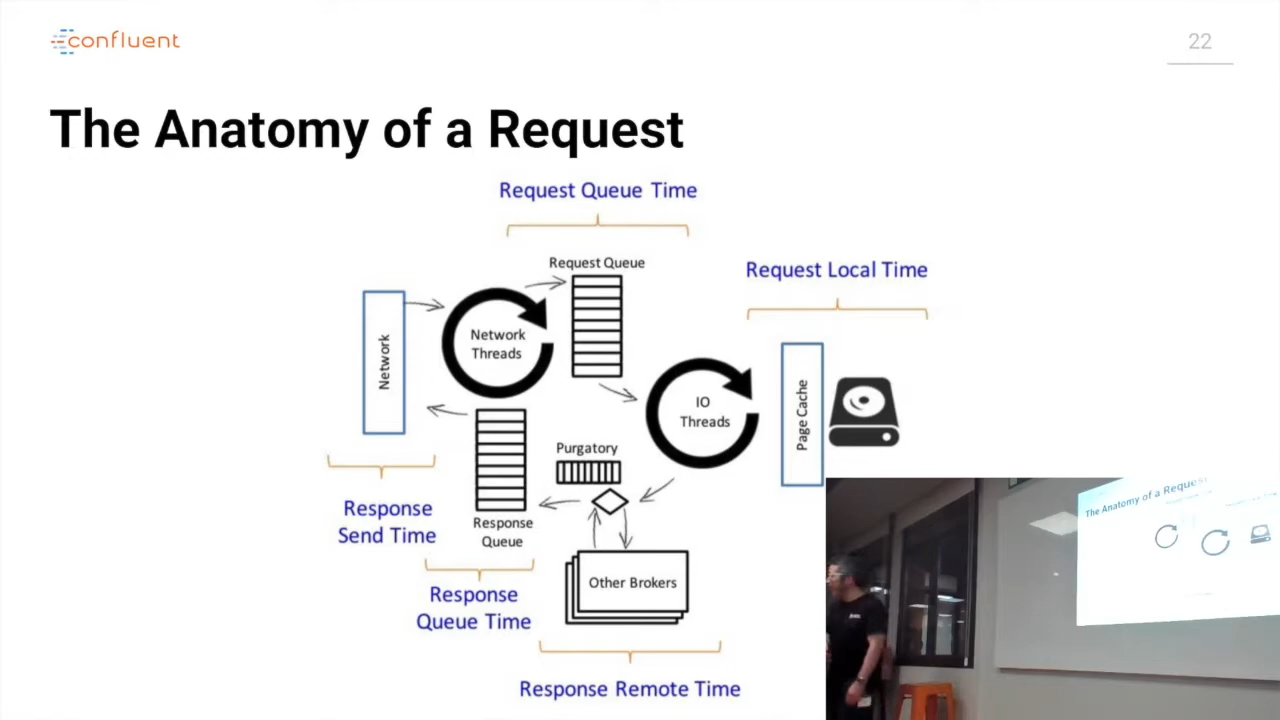 confluent
22
The Anatomy of a Request
Request Queue Time
Request Queue
Request Local Time
Network
Network
Threads
IO
Threads
Page Cache
Purgatory
Response
Send Time
Response
Queue
Other Brokers
Response
Queue Time
Response Remote Time
The Anatomy of a Request